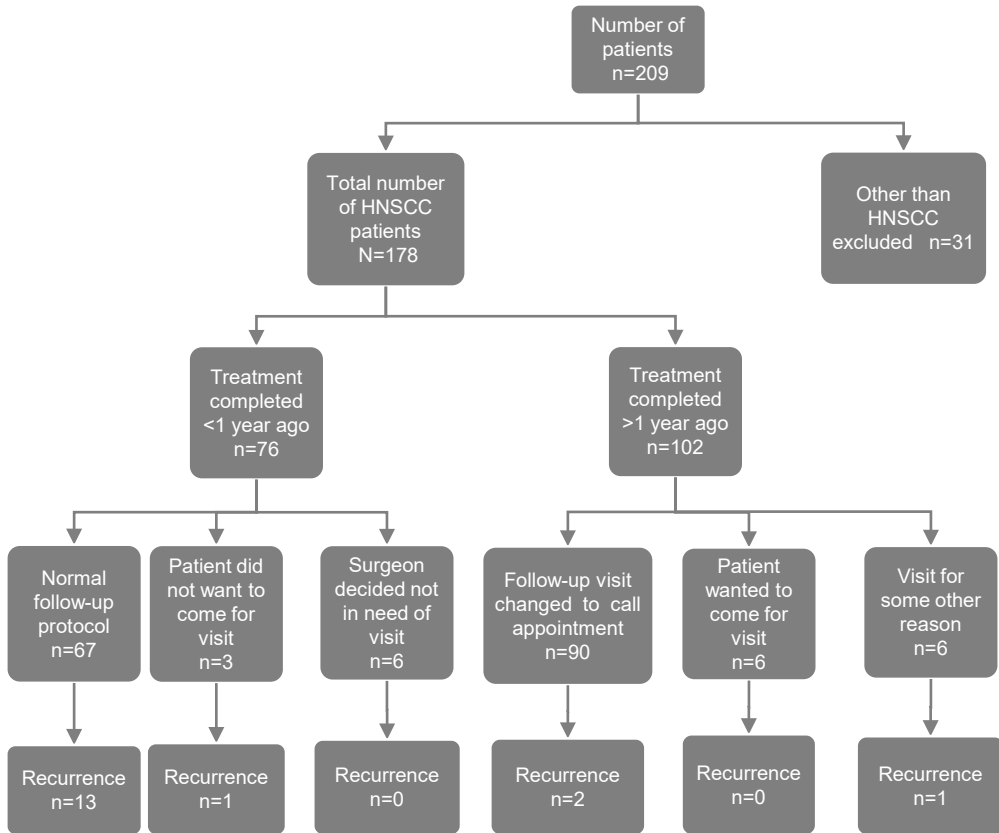 Number of
patients
n=209
Total number
of HNSCC
patients
N=178
Other than
HNSCC
excluded n=31
Treatment
completed
<1 year ago
n=76
Treatment
completed
>1 year ago
n=102
Normal
follow-up
protocol
n=67
Patient did
not want to
come for
visit
n=3
Surgeon
decided not
in need of
visit
n=6
Follow-up visit
changed to call
appointment
n=90
Patient
wanted to
come for
visit
n=6
Visit for
some other
reason
n=6
Recurrence
n=13
Recurrence
n=1
Recurrence
n=0
Recurrence
n=2
Recurrence
n=0
Recurrence
n=1